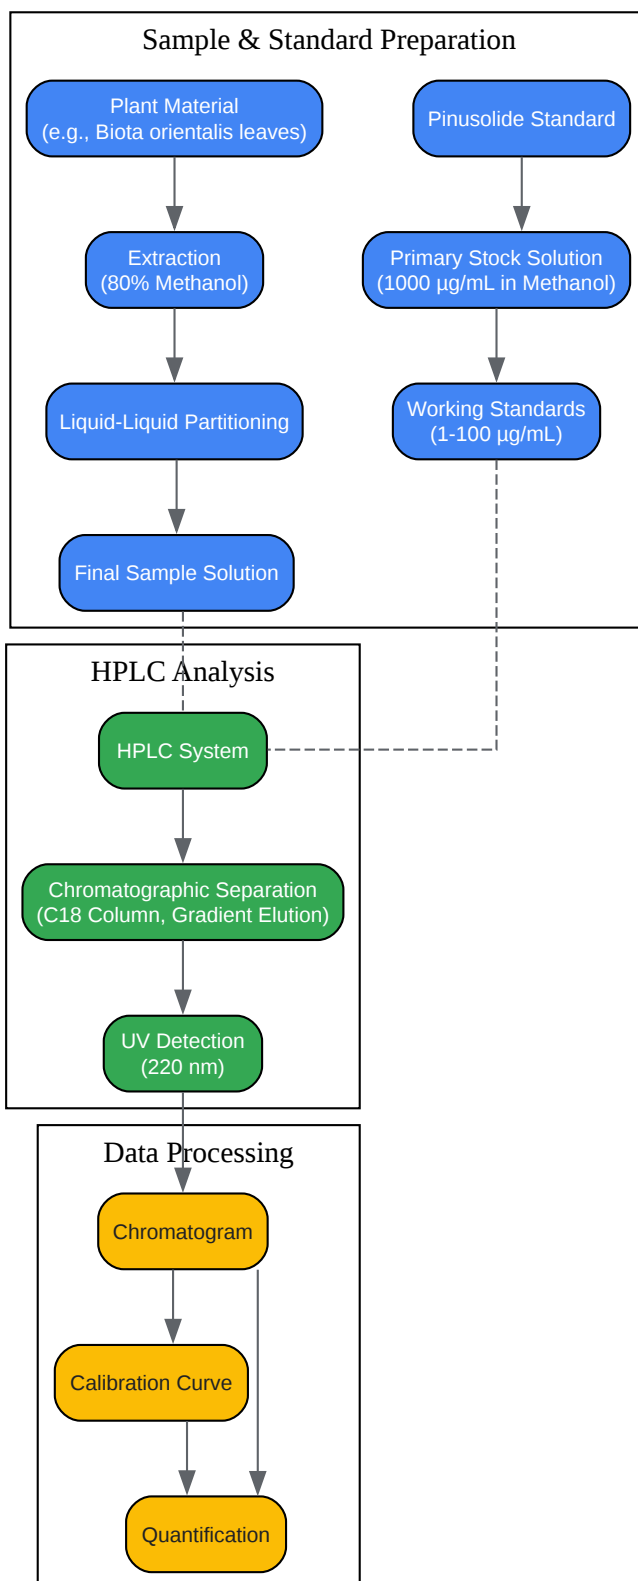 Sample & Standard Preparation
Plant Material
(e.g., Biota orientalis leaves)
Pinusolide Standard
Extraction
(80% Methanol)
Primary Stock Solution
(1000 µg/mL in Methanol)
Liquid-Liquid Partitioning
Working Standards
(1-100 µg/mL)
Final Sample Solution
HPLC Analysis
HPLC System
Chromatographic Separation
(C18 Column, Gradient Elution)
UV Detection
(220 nm)
Data Processing
Chromatogram
Calibration Curve
Quantification